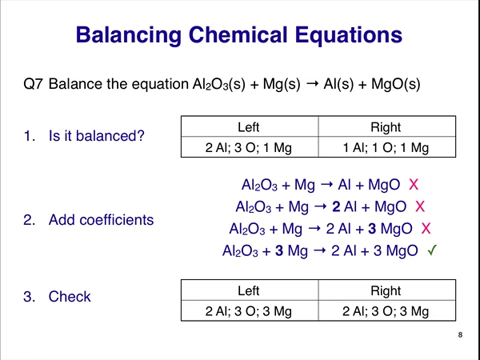 Balancing Chemical Equations
Q7 Balance the equation Al₂O₃(s) + Mg(s) → Al(s) + MgO(s)
1. Is it balanced?
Left Right
2 Al; 3 O; 1 Mg 1 Al; 1 O; 1 Mg
2. Add coefficients
Al₂O₃ + Mg → Al + MgO X
Al₂O₃ + Mg → 2 Al + MgO X
Al₂O₃ + Mg → 2 Al + 3 MgO X
Al₂O₃ + 3 Mg → 2 Al + 3 MgO ✓
3. Check
Left Right
2 Al; 3 O; 3 Mg 2 Al; 3 O; 3 Mg
8